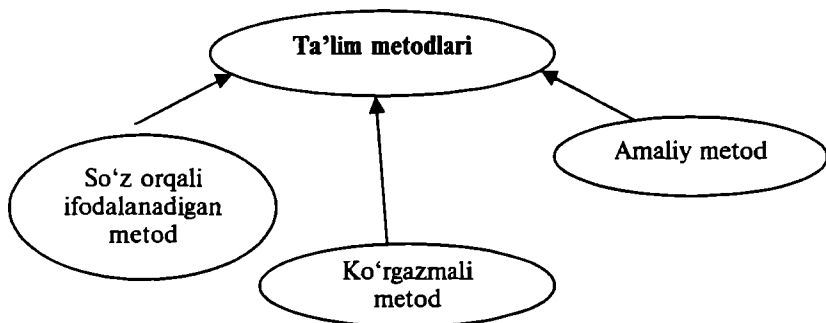 Ta’lim metodlari
So‘z orqali
ifodalanadigan
metod
Ko‘rgazmali
metod
Amaliy metod